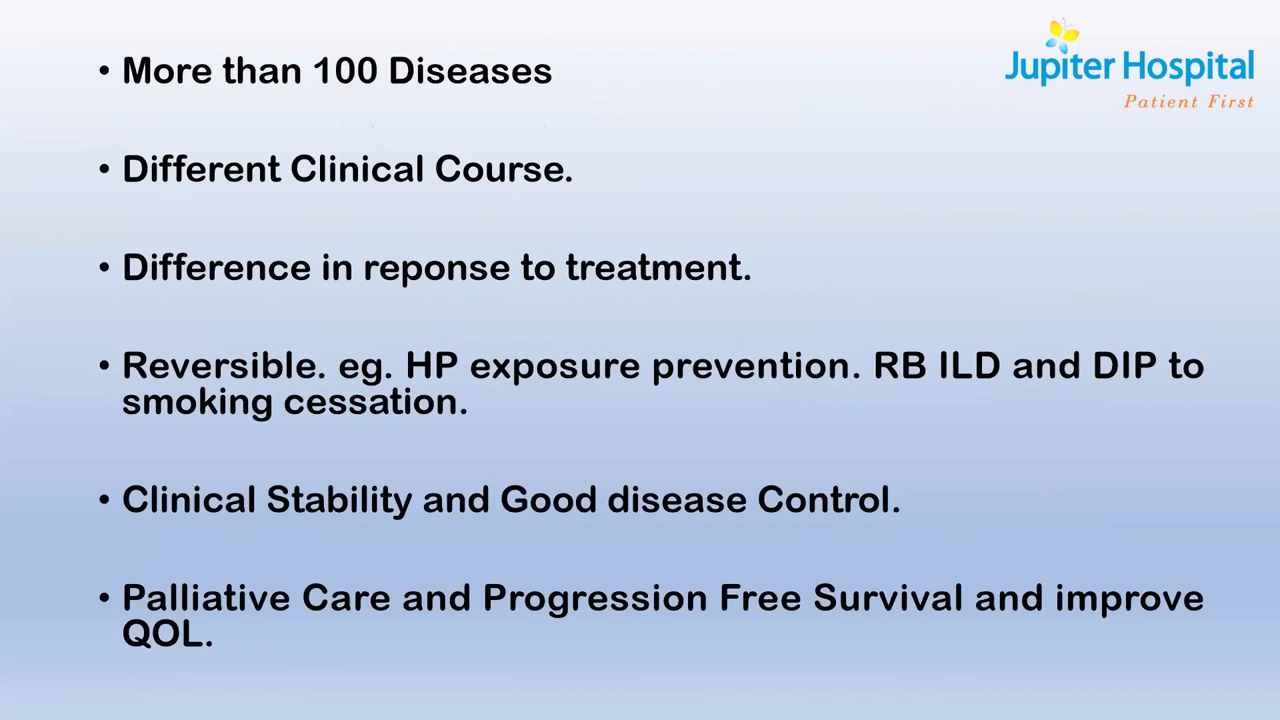 Jupiter Hospital
Patient First
• More than 100 Diseases
• Different Clinical Course.
• Difference in reponse to treatment.
• Reversible. eg. HP exposure prevention. RB ILD and DIP to
smoking cessation.
• Clinical Stability and Good disease Control.
• Palliative Care and Progression Free Survival and improve
QOL.